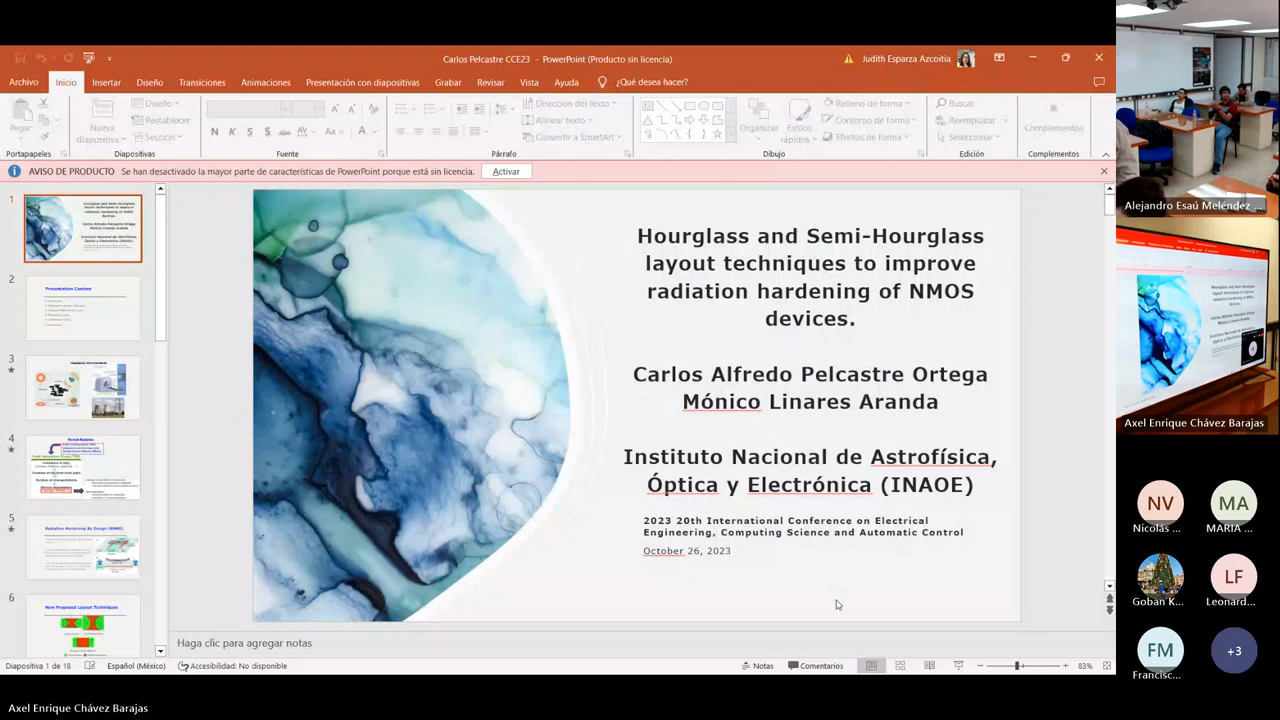 Carlos Pelcastre CCE23 - PowerPoint (Producto sin licencia)
Judith Esparza Azcoitia
Archivo Inicio Insertar Diseño Transiciones Animaciones Presentación con diapositivas Grabar Revisar Vista Ayuda ¿Qué desea hacer?
Pegar
Nueva diapositiva
Diseño
Restablecer
Sección
N K S
Aa
A
Dirección del texto
Alinear texto
Convertir a SmartArt
Organizar
Estilos rápidos
Relleno de forma
Contorno de forma
Efectos de forma
Buscar
Reemplazar
Seleccionar
Complementos
Portapapeles Diapositivas Fuente Párrafo Dibujo Edición Complementos
AVISO DE PRODUCTO Se han desactivado la mayor parte de características de PowerPoint porque está sin licencia. Activar
1
2
Presentation Content
3
4
5
Radiation Hardening By Design (RHBD)
6
New Proposed Layout Techniques
Hourglass and Semi-Hourglass
layout techniques to improve
radiation hardening of NMOS
devices.
Carlos Alfredo Pelcastre Ortega
Mónico Linares Aranda
Instituto Nacional de Astrofísica,
Óptica y Electrónica (INAOE)
2023 20th International Conference on Electrical
Engineering, Computing Science and Automatic Control
October 26, 2023
Haga clic para agregar notas
Diapositiva 1 de 18 Español (México) Accesibilidad: No disponible Notas Comentarios 83%
Alejandro Esaú Meléndez ...
Axel Enrique Chávez Barajas
NV MA
Nicolás ... MARIA ...
LF
Goban K... Leonard...
FM +3
Francisc...
Axel Enrique Chávez Barajas